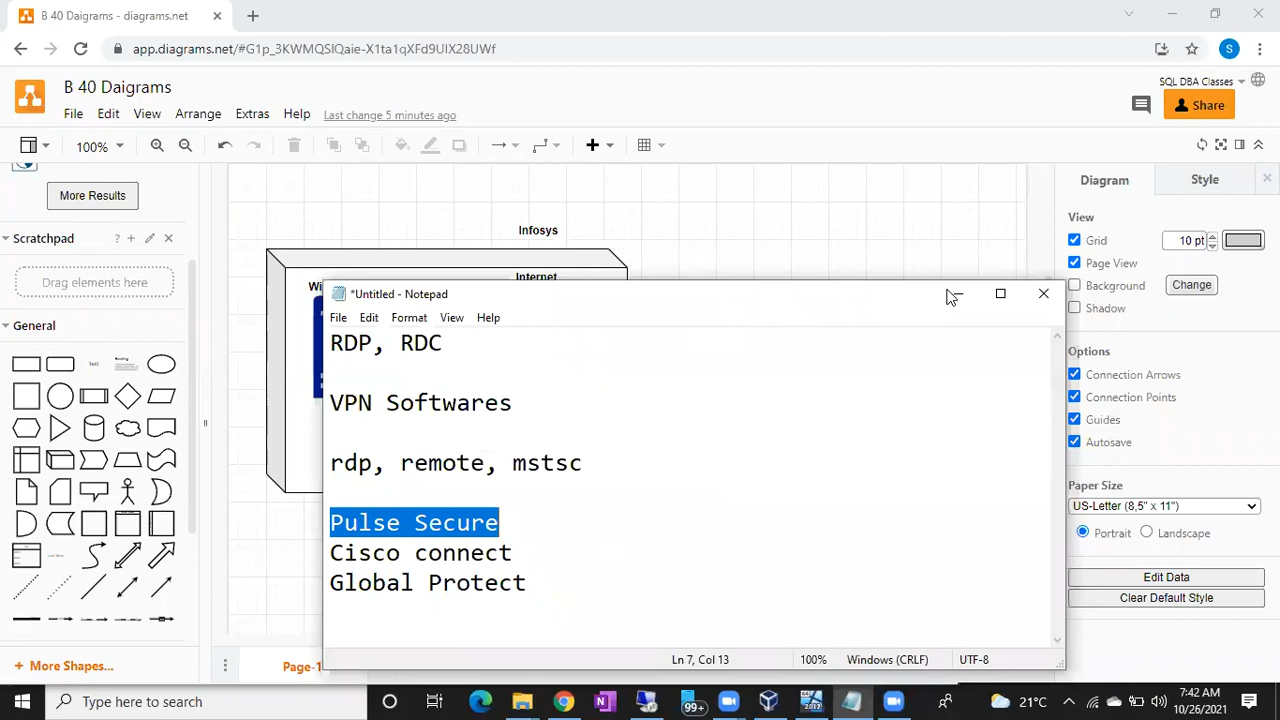 B 40 Daigrams - diagrams.net
app.diagrams.net/#G1p_3KWMQSlQaie-X1ta1qXFd9UIX28UWf
S
B 40 Daigrams
SQL DBA Classes
File Edit View Arrange Extras Help Last change 5 minutes ago
Share
100%
More Results
Scratchpad
?
Drag elements here
General
More Shapes...
Infosys
Internet
Wi
*Untitled - Notepad
File Edit Format View Help
RDP, RDC
VPN Softwares
rdp, remote, mstsc
Pulse Secure
Cisco connect
Global Protect
Ln 7, Col 13 100% Windows (CRLF) UTF-8
Page-1
Diagram Style
View
Grid 10 pt
Page View
Background Change
Shadow
Options
Connection Arrows
Connection Points
Guides
Autosave
Paper Size
US-Letter (8,5" x 11")
Portrait Landscape
Edit Data
Clear Default Style
Type here to search
99+
2017
21°C
7:42 AM
10/26/2021